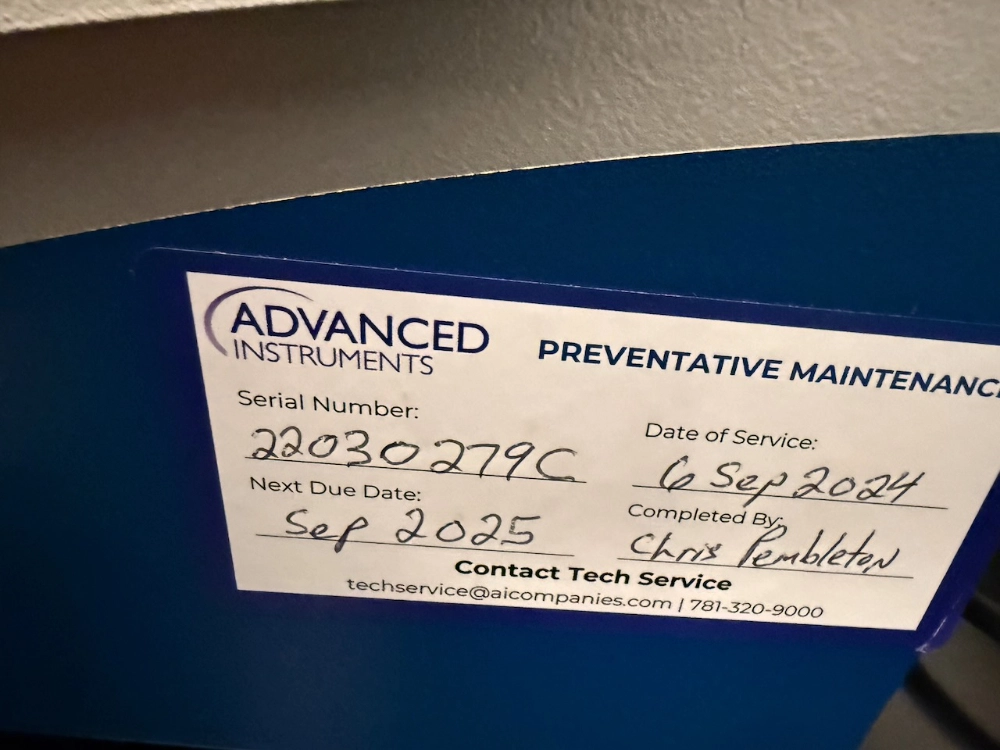 ADVANCED
INSTRUMENTS
PREVENTATIVE MAINTENANC
Serial Number:
22030279C
Date of Service:
6 Sep 2024
Next Due Date:
Sep 2025
Completed By:
Chris Pembleton
Contact Tech Service
techservice@aicompanies.com | 781-320-9000